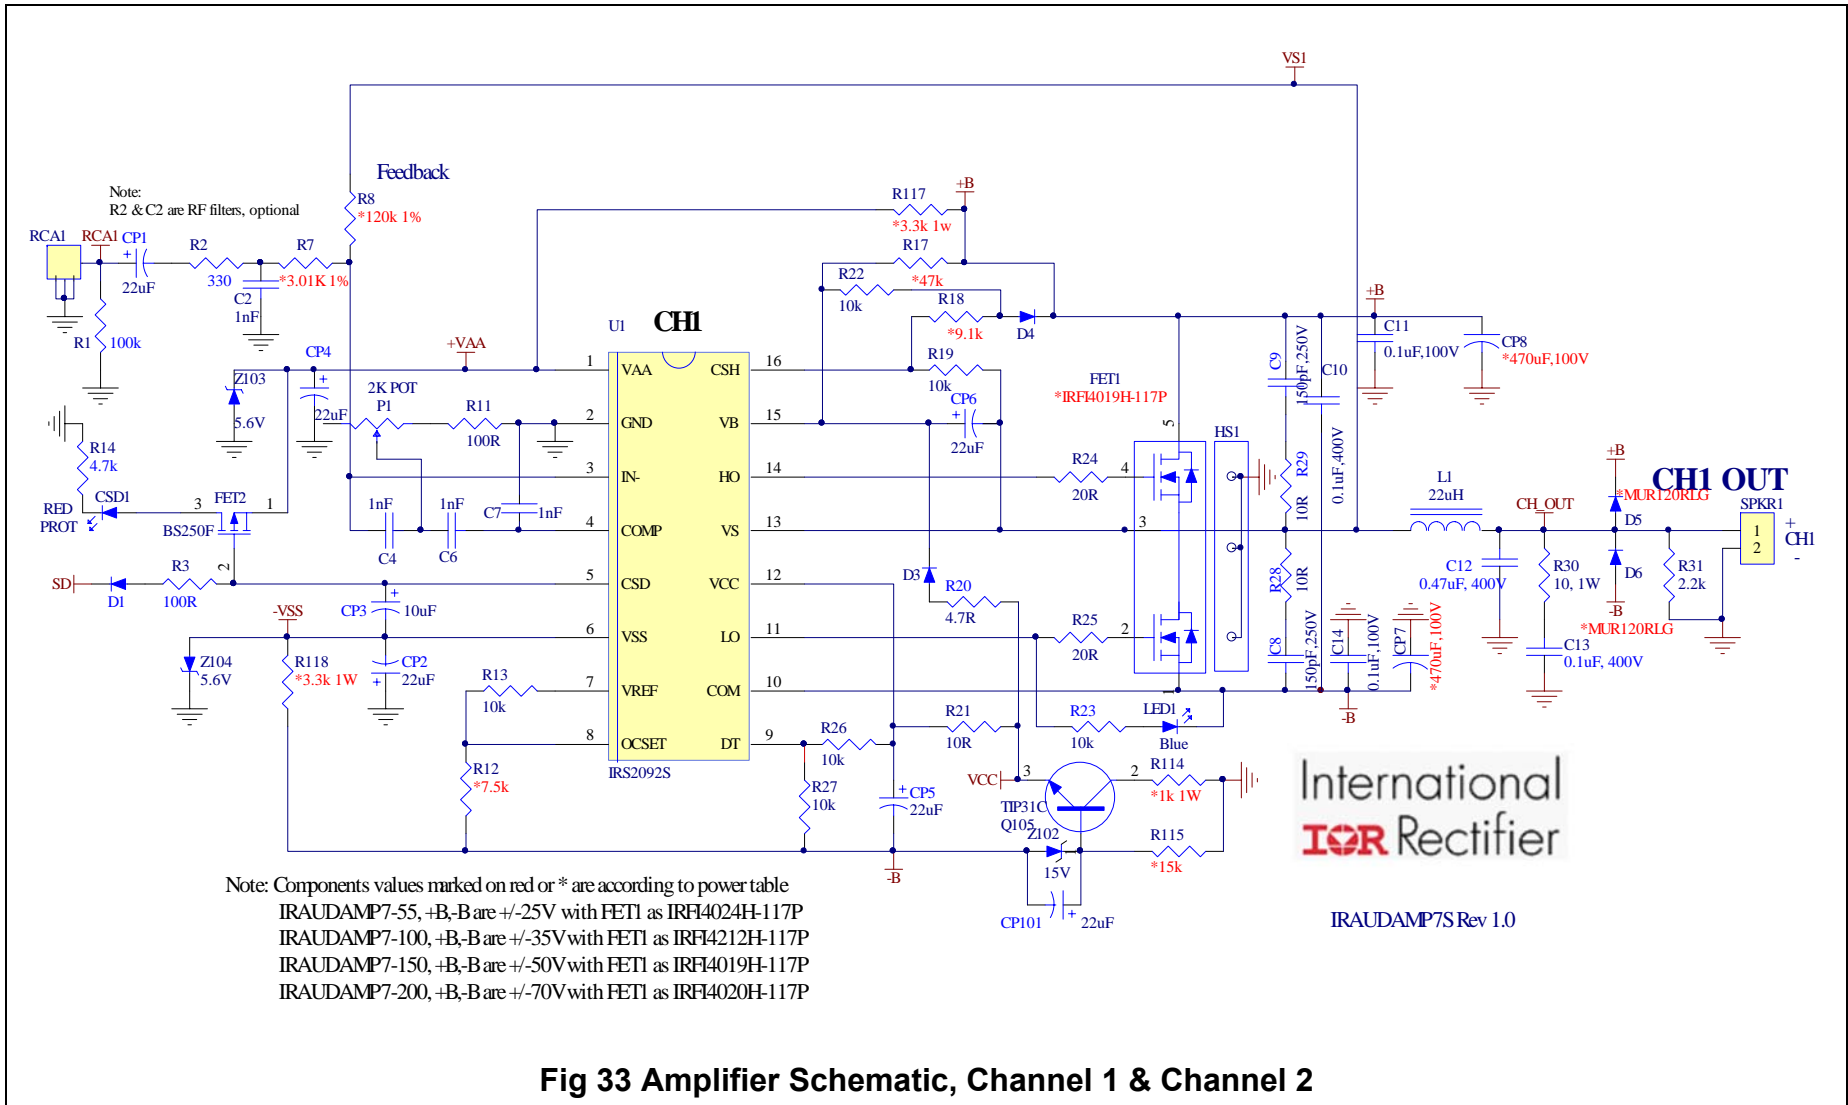 VS1
Feedback
Note:
R2 & C2 are RF filters, optional
R8
*120k 1%
R117
*3.3k 1w
+B
RCA1
RCA1
CP1
+
22uF
R2
330
R7
*3.01K 1%
C2
1nF
R1
100k
R17
*47k
R22
10k
R18
*9.1k
D4
U1
CH1
+VAA
CP4
+
22uF
Z103
5.6V
2K POT
P1
R11
100R
1
VAA
CSH
16
R19
10k
CP6
+
22uF
2
GND
VB
15
3
IN-
HO
14
4
COMP
VS
13
5
CSD
VCC
12
6
VSS
LO
11
7
VREF
COM
10
8
OCSET
DT
9
IRS2092S
FET1
*IRFI4019H-117P
5
4
3
2
1
HS1
R24
20R
R25
20R
C9
150pF,250V
C10
0.1uF,400V
R29
10R
R28
10R
C8
150pF,250V
+B
C11
0.1uF,100V
CP8
*470uF,100V
C14
0.1uF,100V
CP7
*470uF,100V
-B
L1
22uH
CH_OUT
CH1 OUT
+B
*MUR120RLG
D5
D6
-B
*MUR120RLG
SPKR1
1
2
+
CH1
-
C12
0.47uF, 400V
R30
10, 1W
C13
0.1uF, 400V
R31
2.2k
R14
4.7k
CSD1
RED
PROT
FET2
BS250F
3
1
2
1nF
C4
1nF
C6
C7
1nF
SD
D1
R3
100R
CP3
+
10uF
-VSS
Z104
5.6V
R118
*3.3k 1W
CP2
+
22uF
R13
10k
R12
*7.5k
D3
R20
4.7R
R26
10k
R27
10k
R21
10R
CP5
+
22uF
R23
10k
LED1
Blue
VCC
3
2
TIP31C
Q105
R114
*1k 1W
Z102
1
15V
R115
*15k
-B
CP101
+
22uF
International
IOR Rectifier
IRAUDAMP7S Rev 1.0
Note: Components values marked on red or * are according to power table
IRAUDAMP7-55, +B,-B are +/-25V with FET1 as IRFI4024H-117P
IRAUDAMP7-100, +B,-B are +/-35V with FET1 as IRFI4212H-117P
IRAUDAMP7-150, +B,-B are +/-50V with FET1 as IRFI4019H-117P
IRAUDAMP7-200, +B,-B are +/-70V with FET1 as IRFI4020H-117P
Fig 33 Amplifier Schematic, Channel 1 & Channel 2